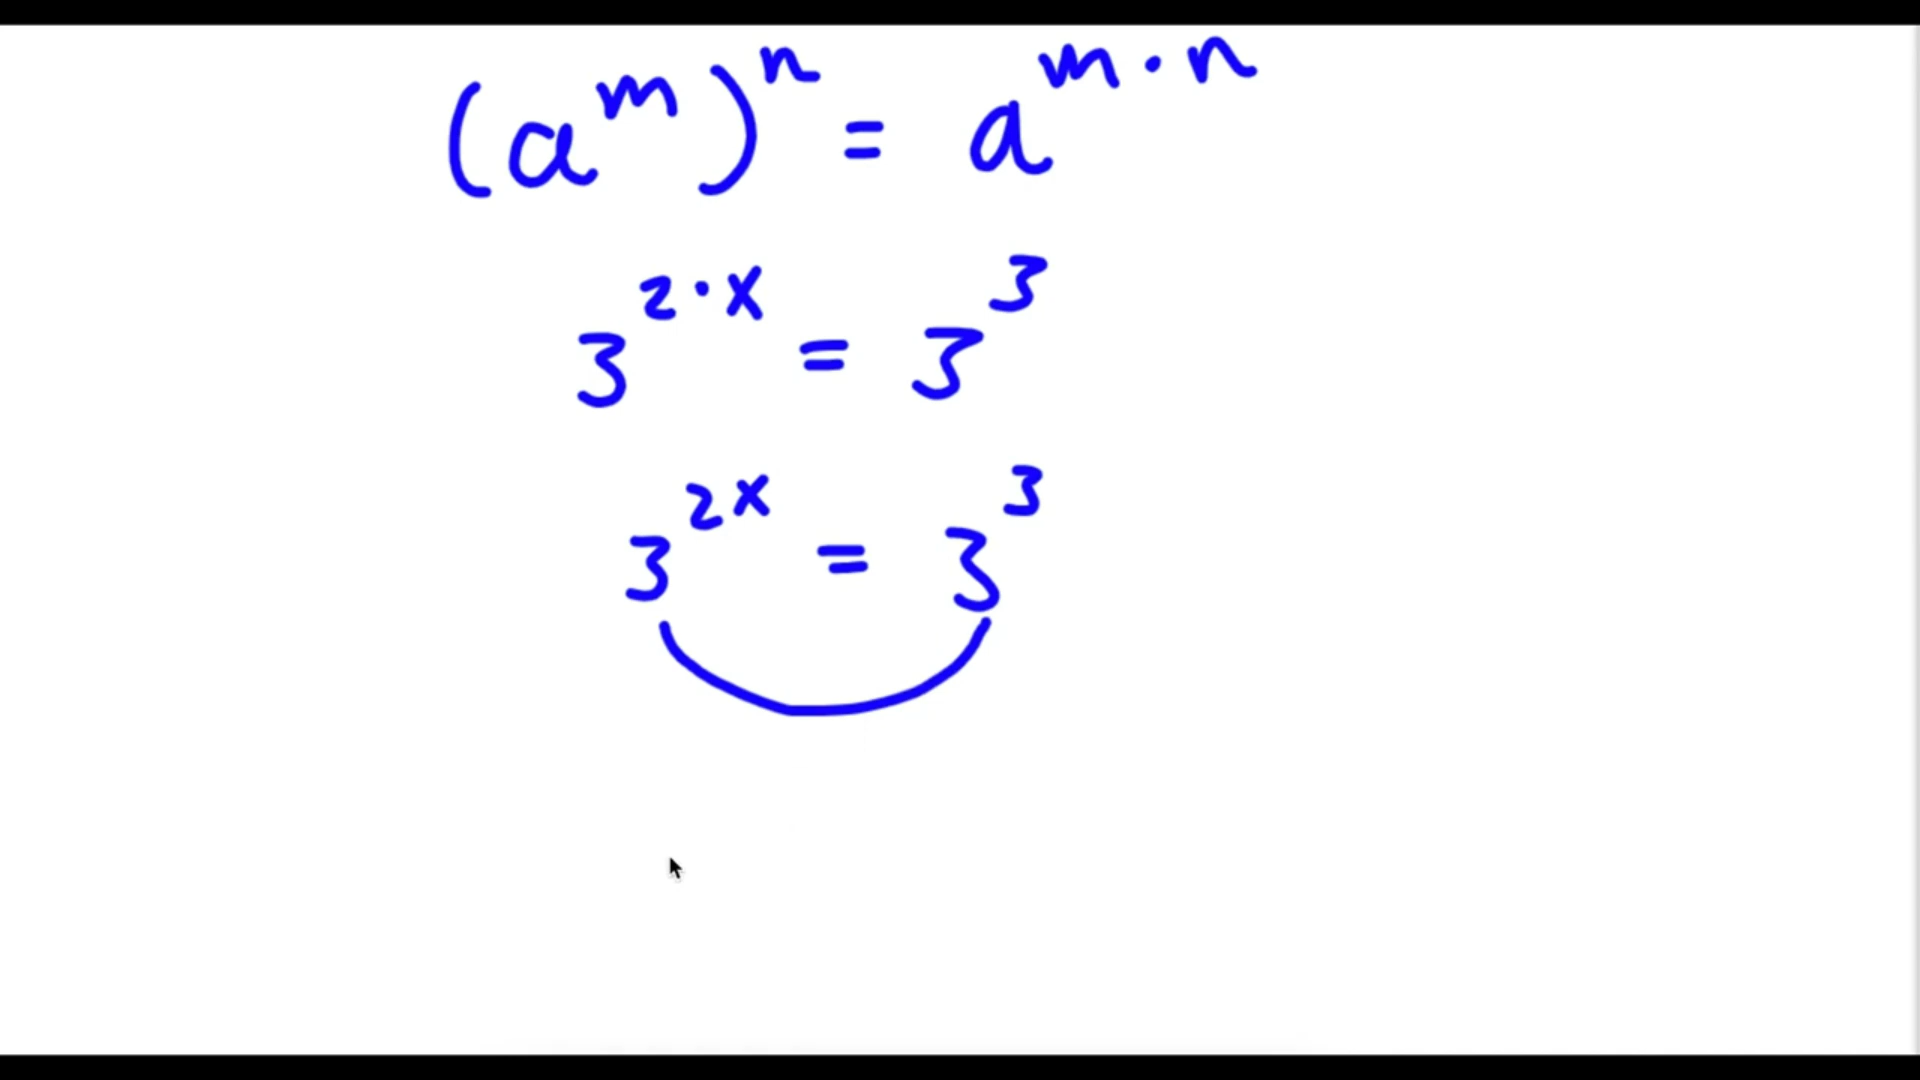 (a^m)^n = a^{m·n}
3^{2·x} = 3^3
3^{2x} = 3^3